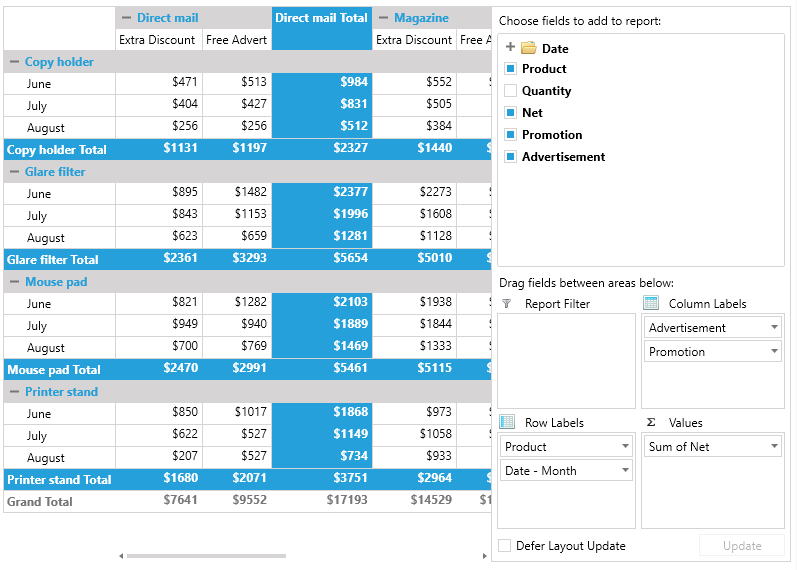 Direct mail Direct mail Total Magazine
Extra Discount Free Advert Extra Discount Free A
Copy holder
June $471 $513 $984 $552
July $404 $427 $831 $505
August $256 $256 $512 $384
Copy holder Total $1131 $1197 $2327 $1440 $
Glare filter
June $895 $1482 $2377 $2273
July $843 $1153 $1996 $1608
August $623 $659 $1281 $1128
Glare filter Total $2361 $3293 $5654 $5010 $
Mouse pad
June $821 $1282 $2103 $1938
July $949 $940 $1889 $1844
August $700 $769 $1469 $1333
Mouse pad Total $2470 $2991 $5461 $5115 $
Printer stand
June $850 $1017 $1868 $973
July $622 $527 $1149 $1058
August $207 $527 $734 $933
Printer stand Total $1680 $2071 $3751 $2964 $
Grand Total $7641 $9552 $17193 $14529 $1
Choose fields to add to report:
Date
Product
Quantity
Net
Promotion
Advertisement
Drag fields between areas below:
Report Filter
Column Labels
Advertisement
Promotion
Row Labels
Product
Date - Month
Σ Values
Sum of Net
Defer Layout Update
Update